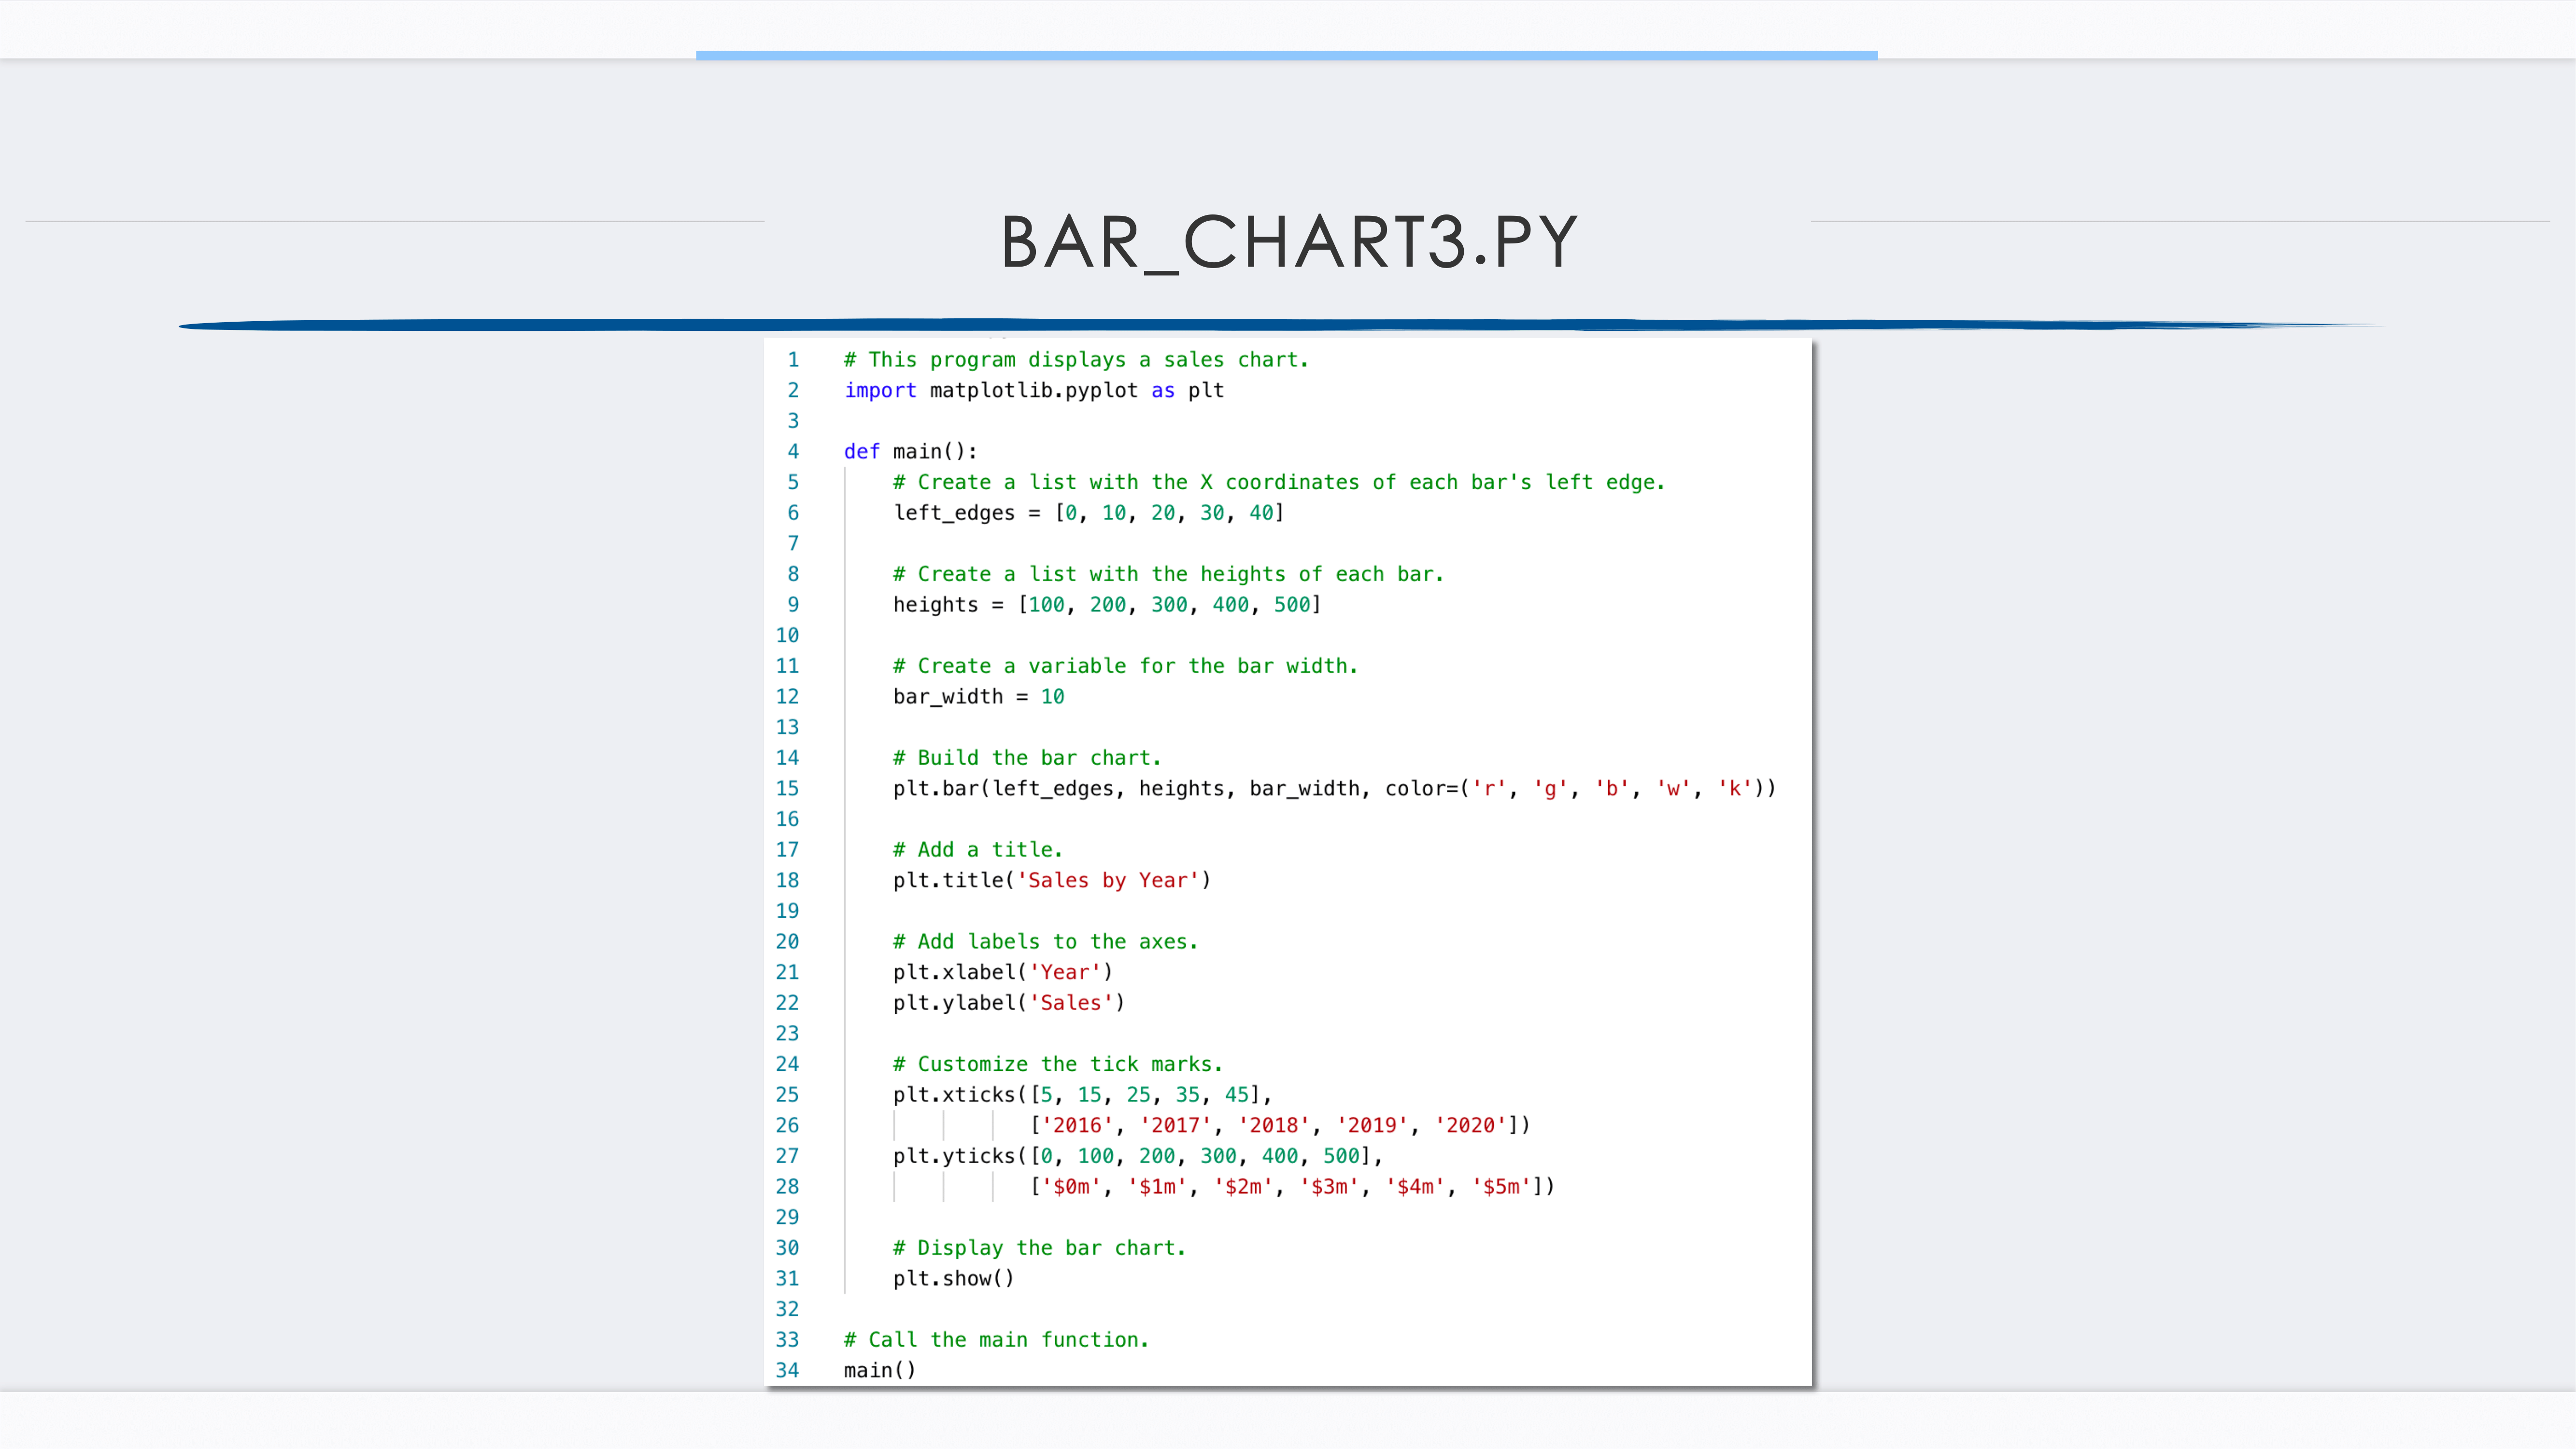 BAR_CHART3.PY
1 # This program displays a sales chart.
2 import matplotlib.pyplot as plt
3
4 def main():
5     # Create a list with the X coordinates of each bar's left edge.
6     left_edges = [0, 10, 20, 30, 40]
7
8     # Create a list with the heights of each bar.
9     heights = [100, 200, 300, 400, 500]
10
11     # Create a variable for the bar width.
12     bar_width = 10
13
14     # Build the bar chart.
15     plt.bar(left_edges, heights, bar_width, color=('r', 'g', 'b', 'w', 'k'))
16
17     # Add a title.
18     plt.title('Sales by Year')
19
20     # Add labels to the axes.
21     plt.xlabel('Year')
22     plt.ylabel('Sales')
23
24     # Customize the tick marks.
25     plt.xticks([5, 15, 25, 35, 45],
26                ['2016', '2017', '2018', '2019', '2020'])
27     plt.yticks([0, 100, 200, 300, 400, 500],
28                ['$0m', '$1m', '$2m', '$3m', '$4m', '$5m'])
29
30     # Display the bar chart.
31     plt.show()
32
33 # Call the main function.
34 main()